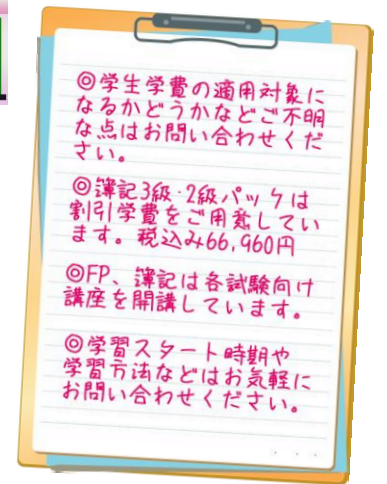 ◎学生学費の適用対象に
なるかどうかなどご不明
な点はお問い合わせくだ
さい。
◎簿記3級・2級パックは
割引学費をご用意してい
ます。税込み66,960円
◎FP、簿記は各試験向け
講座を開講しています。
◎学習スタート時期や
学習方法などはお気軽に
お問い合わせください。